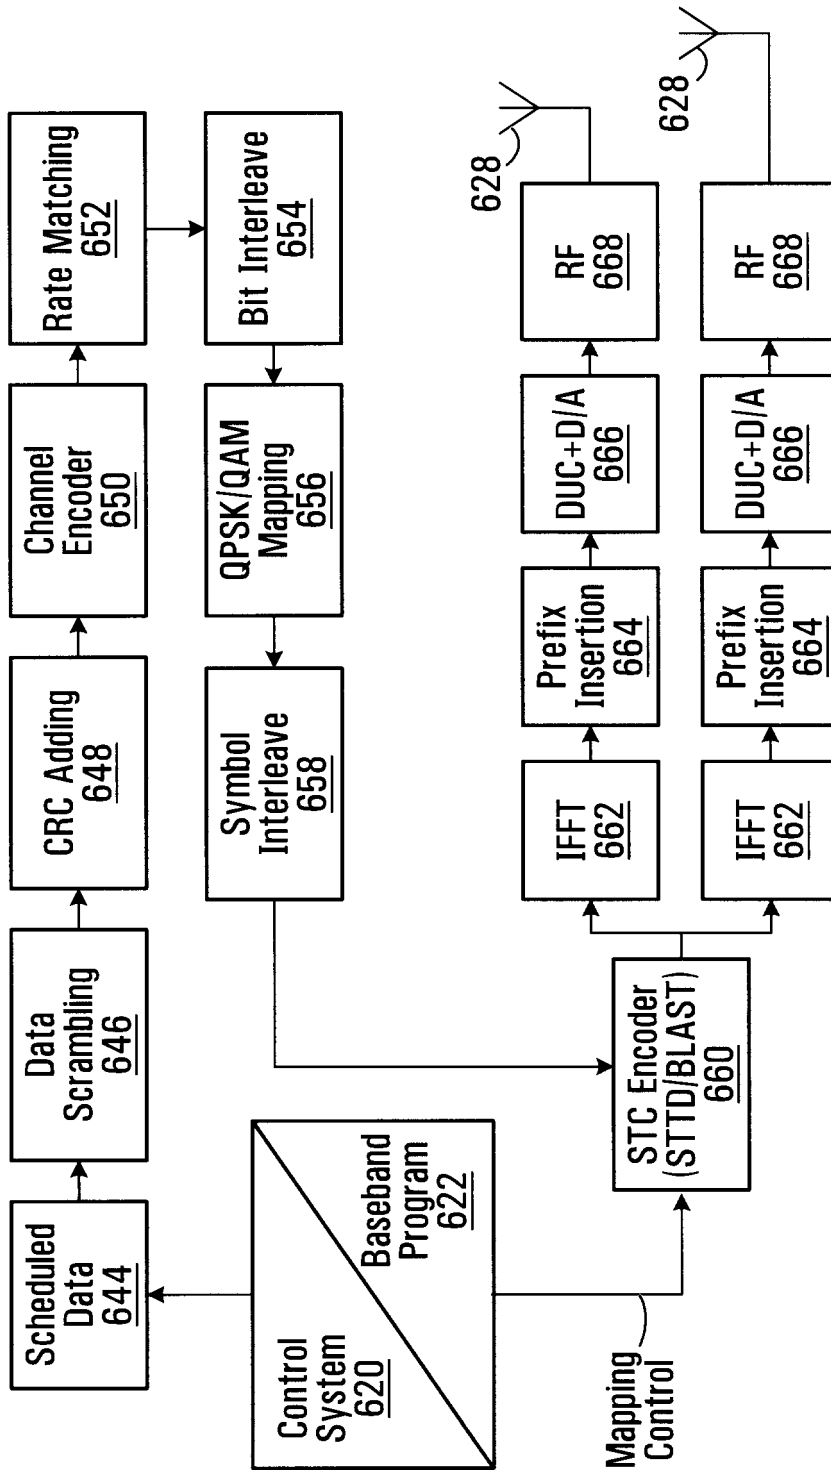 Scheduled
Data
644
Data
Scrambling
646
CRC Adding
648
Channel
Encoder
650
Rate Matching
652
Control
System
620
Baseband
Program
622
Symbol
Interleave
658
QPSK/QAM
Mapping
656
Bit Interleave
654
Mapping
Control
STC Encoder
(STTD/BLAST)
660
IFFT
662
Prefix
Insertion
664
DUC+D/A
666
RF
668
628
IFFT
662
Prefix
Insertion
664
DUC+D/A
666
RF
668
628